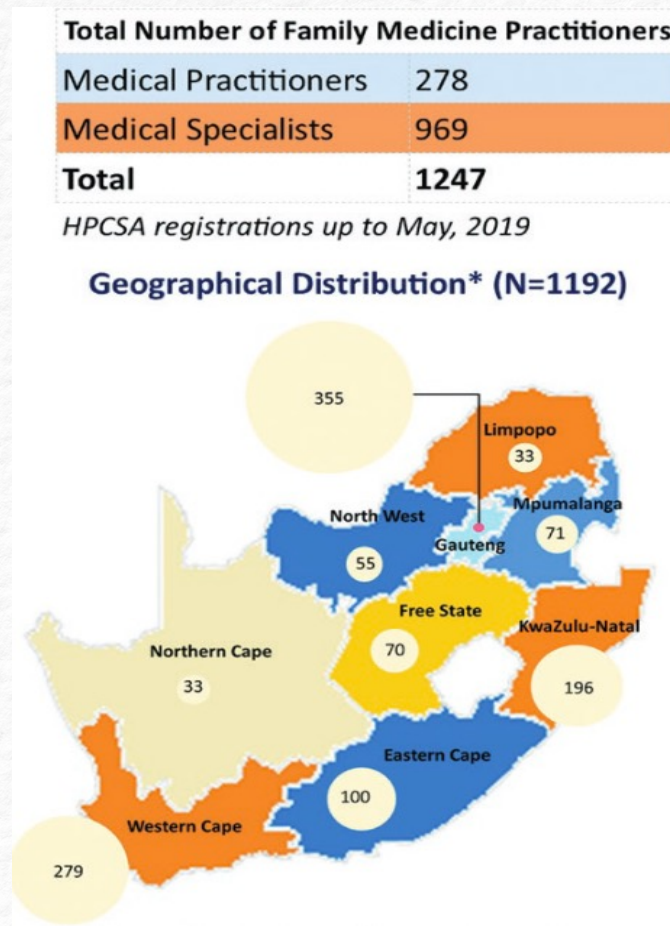 Total Number of Family Medicine Practitioners
Medical Practitioners 278
Medical Specialists 969
Total 1247
HPCSA registrations up to May, 2019
Geographical Distribution* (N=1192)
355
Limpopo
33
Mpumalanga
71
North West
55
Gauteng
Free State
70
KwaZulu-Natal
196
Northern Cape
33
Eastern Cape
100
Western Cape
279